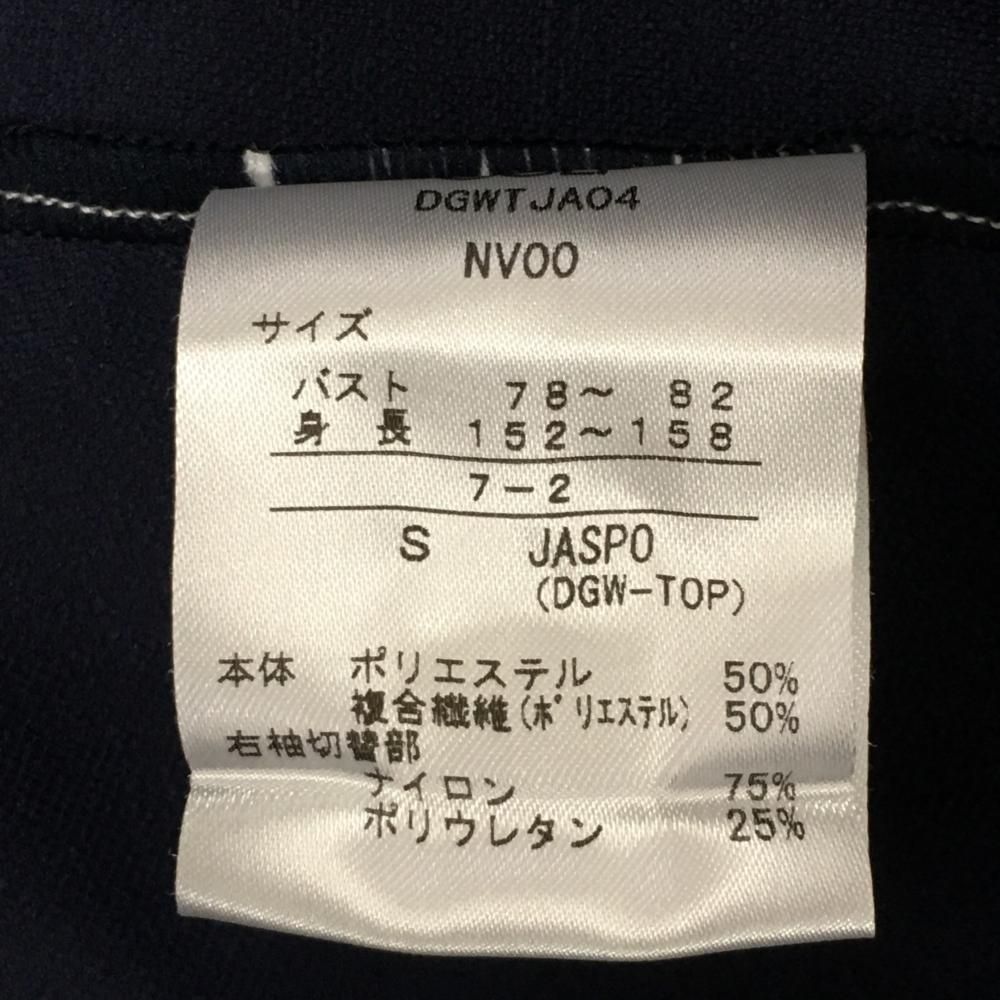 DGWTJA04
NV00
サイズ
バスト 78～ 82
身 長 152～158
7－2
S JASPO
(DGW-TOP)
本体 ポリエステル 50%
複合繊維(ﾎﾟﾘｴｽﾃﾙ) 50%
右袖切替部
ナイロン 75%
ポリウレタン 25%